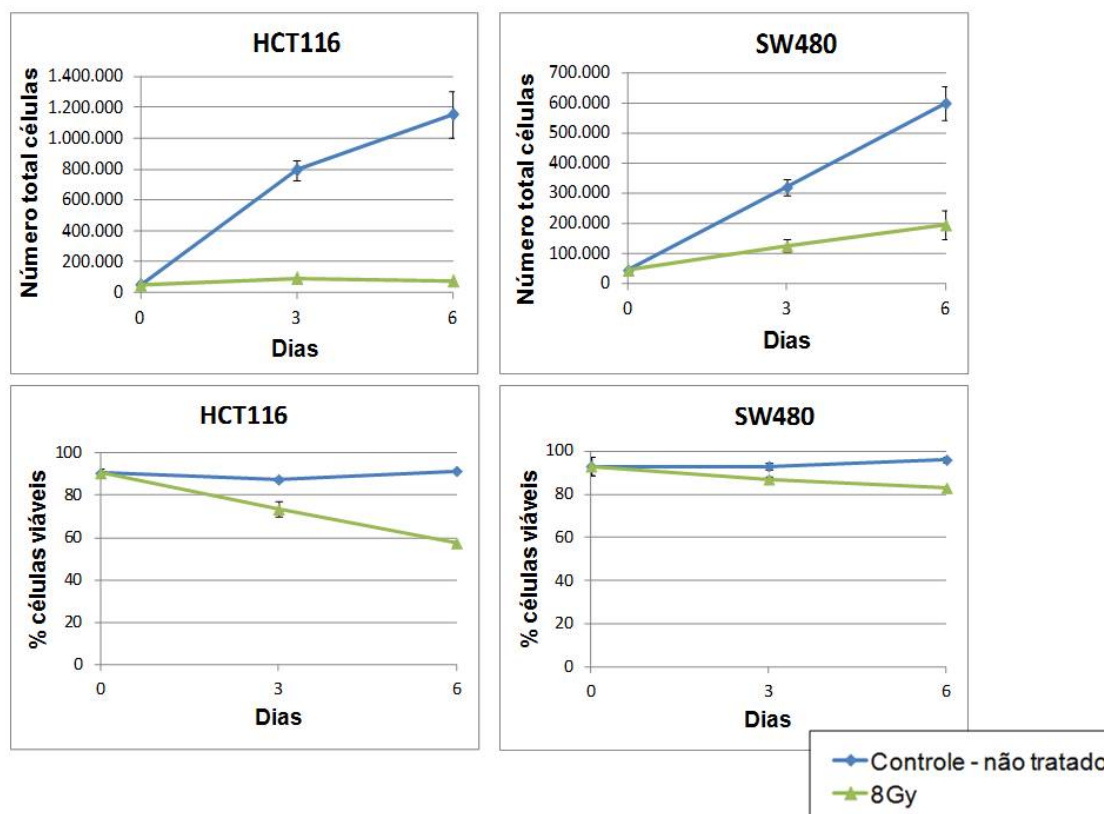 HCT116
Número total células
1.400.000
1.200.000
1.000.000
800.000
600.000
400.000
200.000
0
0
3
6
Dias
SW480
Número total células
700.000
600.000
500.000
400.000
300.000
200.000
100.000
0
0
3
6
Dias
HCT116
% células viáveis
100
80
60
40
20
0
0
3
6
Dias
SW480
% células viáveis
100
80
60
40
20
0
0
3
6
Dias
Controle - não tratado
8Gy